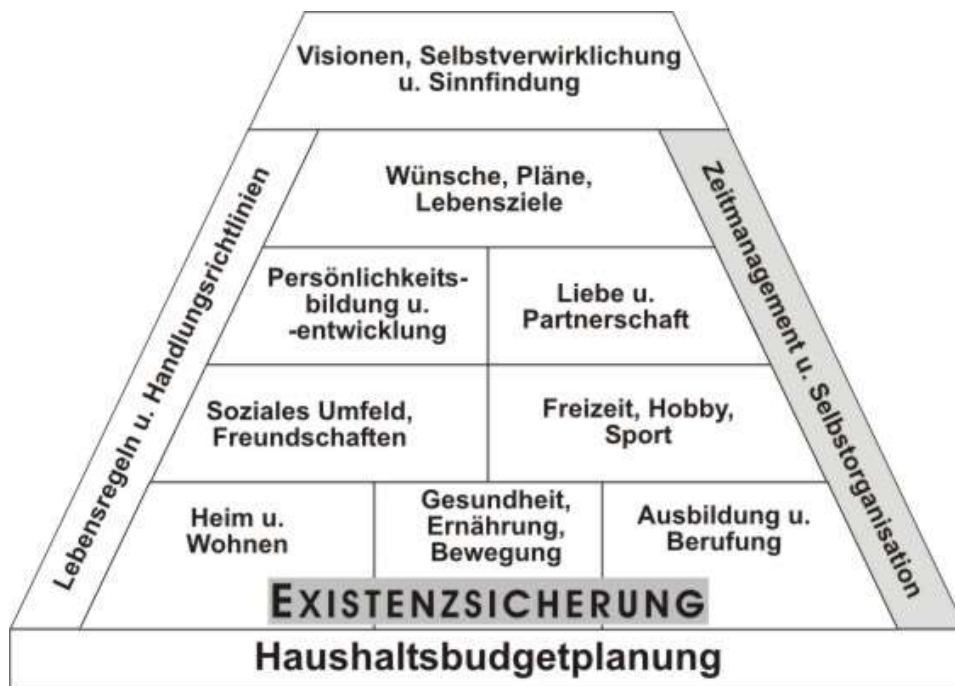 Visionen, Selbstverwirklichung
u. Sinnfindung
Lebensregeln u. Handlungsrichtlinien
Wünsche, Pläne,
Lebensziele
Zeitmanagement u. Selbstorganisation
Persönlichkeits-
bildung u.
-entwicklung
Liebe u.
Partnerschaft
Soziales Umfeld,
Freundschaften
Freizeit, Hobby,
Sport
Heim u.
Wohnen
Gesundheit,
Ernährung,
Bewegung
Ausbildung u.
Berufung
EXISTENZSICHERUNG
Haushaltsbudgetplanung